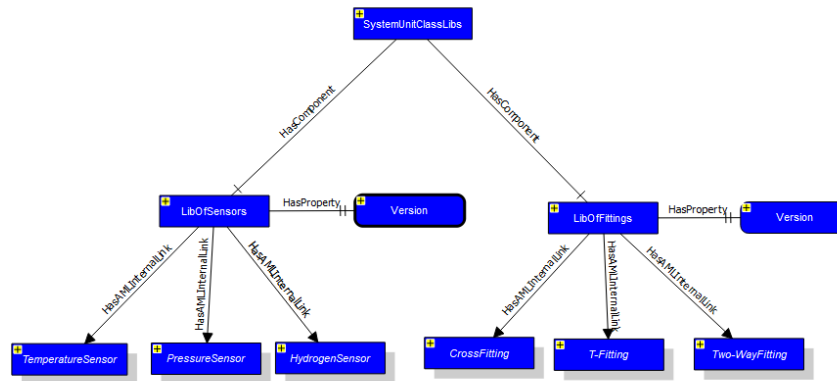 SystemUnitClassLibs
HasComponent
HasComponent
LibOfSensors
HasProperty
Version
LibOfFittings
HasProperty
Version
HasAMLInternalLink
HasAMLInternalLink
HasAMLInternalLink
HasAMLInternalLink
HasAMLInternalLink
HasAMLInternalLink
TemperatureSensor
PressureSensor
HydrogenSensor
CrossFitting
T-Fitting
Two-WayFitting